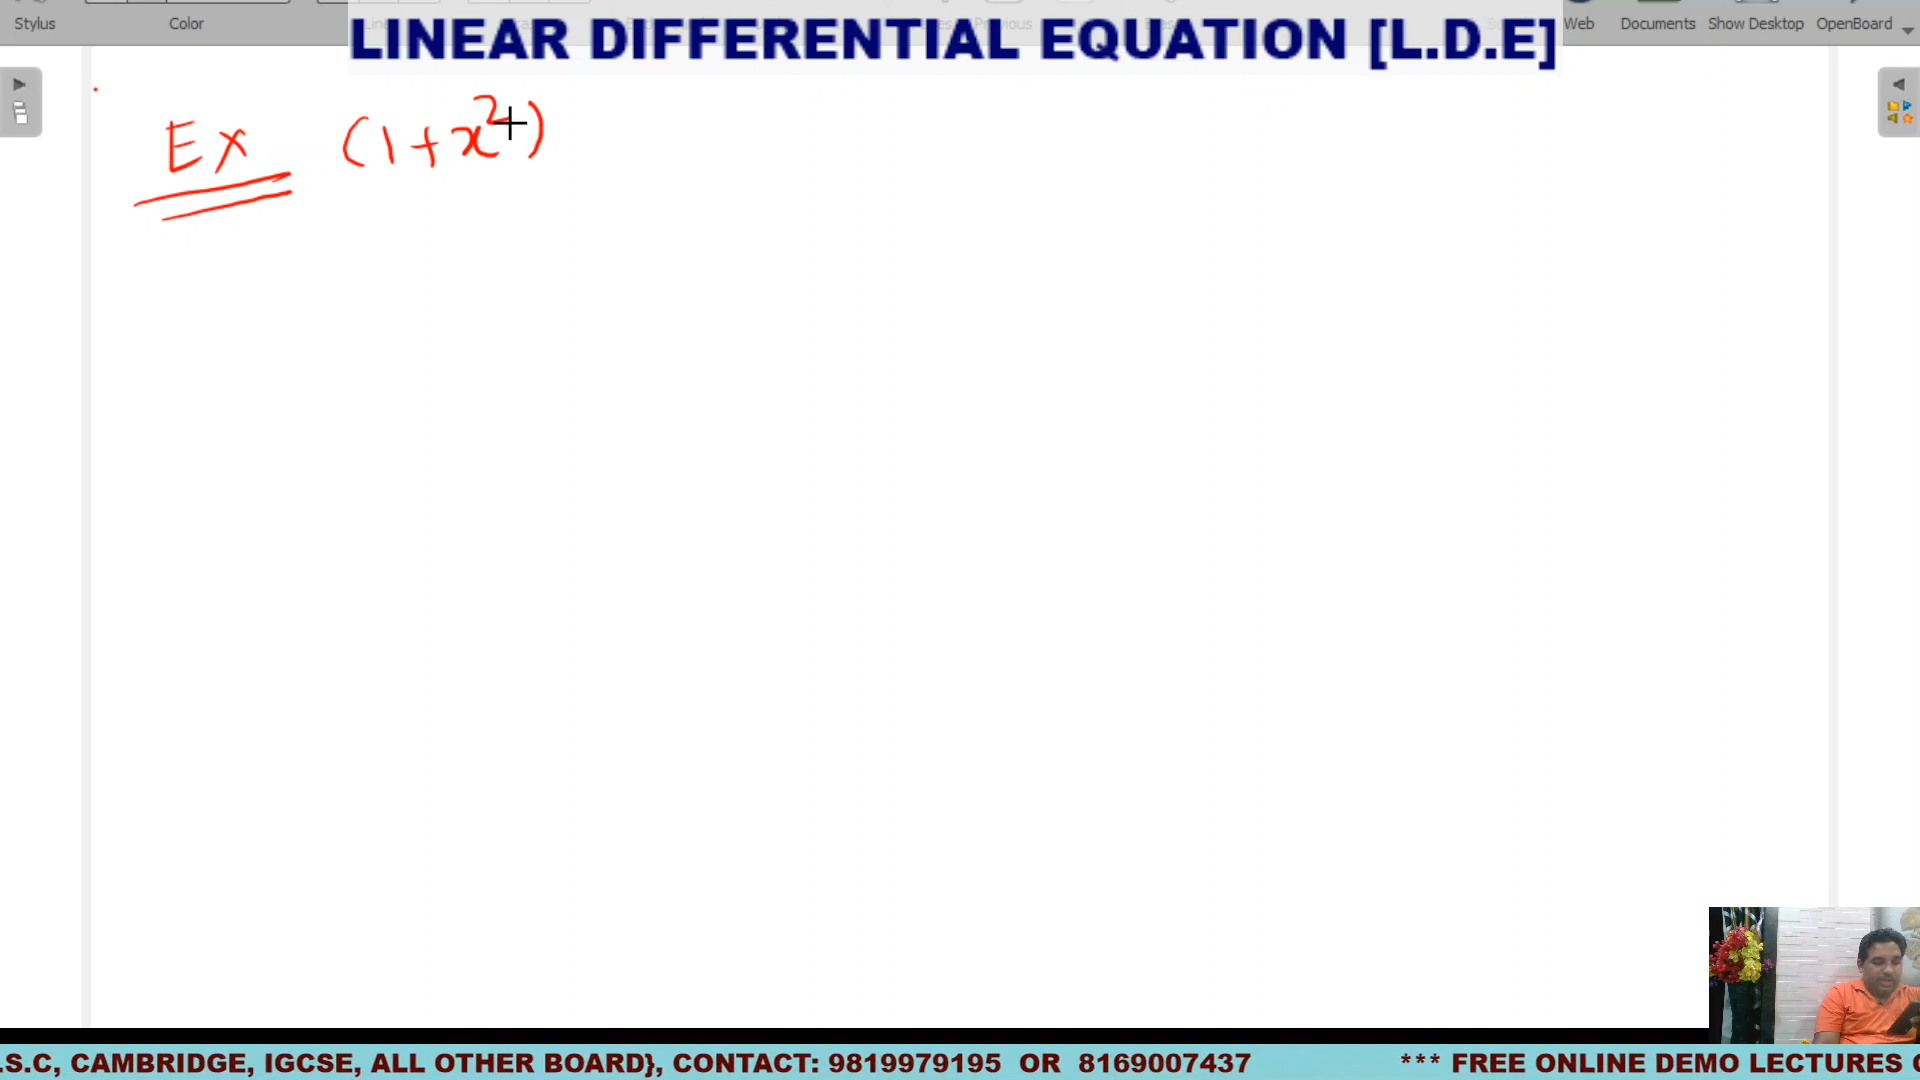 LINEAR DIFFERENTIAL EQUATION [L.D.E]
Stylus Color Web Documents Show Desktop OpenBoard
Ex (1+x²)
.S.C, CAMBRIDGE, IGCSE, ALL OTHER BOARD}, CONTACT: 9819979195 OR 8169007437 *** FREE ONLINE DEMO LECTURES